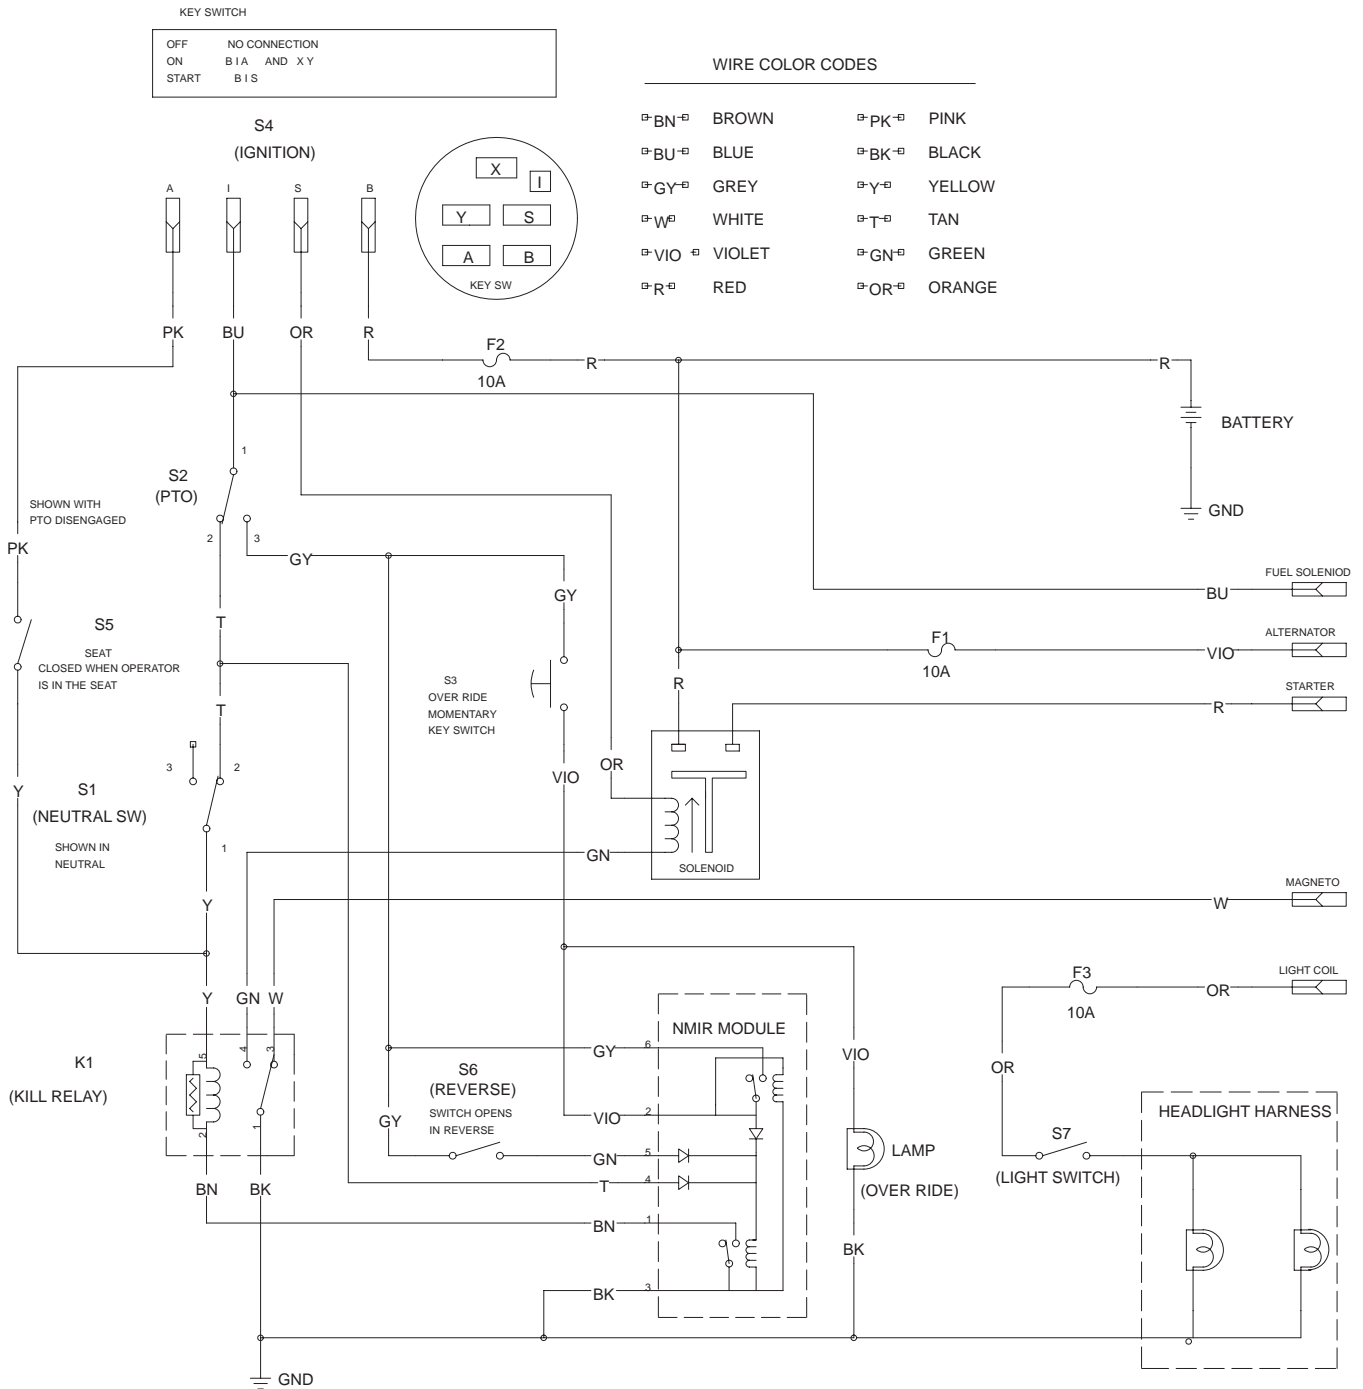 KEY SWITCH
OFF NO CONNECTION
ON B I A AND X Y
START B I S
WIRE COLOR CODES
BN BROWN
BU BLUE
GY GREY
W WHITE
VIO VIOLET
R RED
PK PINK
BK BLACK
Y YELLOW
T TAN
GN GREEN
OR ORANGE
S4
(IGNITION)
A
I
S
B
X
I
Y
S
A
B
KEY SW
PK
BU
OR
R
F2
10A
R
R
BATTERY
GND
1
S2
(PTO)
SHOWN WITH
PTO DISENGAGED
2
3
PK
GY
GY
T
S5
SEAT
CLOSED WHEN OPERATOR
IS IN THE SEAT
FUEL SOLENIOD
BU
ALTERNATOR
F1
10A
VIO
S3
OVER RIDE
MOMENTARY
KEY SWITCH
R
STARTER
R
T
3
2
Y
S1
(NEUTRAL SW)
SHOWN IN
NEUTRAL
1
VIO
OR
GN
SOLENOID
Y
MAGNETO
W
LIGHT COIL
F3
10A
OR
Y
GN
W
K1
(KILL RELAY)
5
4
3
2
1
NMIR MODULE
GY
6
S6
(REVERSE)
SWITCH OPENS
IN REVERSE
GY
VIO
2
GN
5
T
4
BN
1
BK
3
BN
BK
VIO
LAMP
(OVER RIDE)
BK
OR
S7
(LIGHT SWITCH)
HEADLIGHT HARNESS
GND